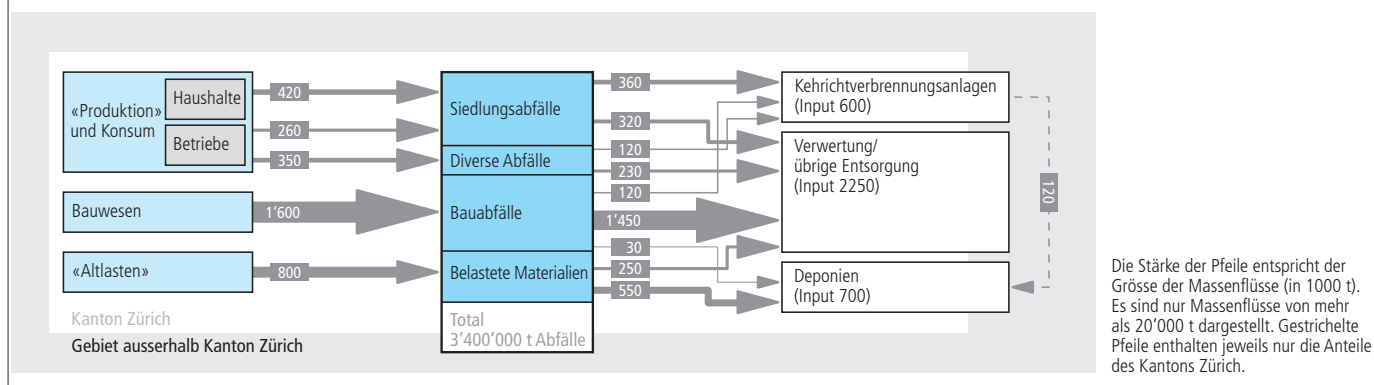 «Produktion»
und Konsum
Haushalte
Betriebe
420
260
350
Bauwesen
1’600
«Altlasten»
800
Kanton Zürich
Gebiet ausserhalb Kanton Zürich
Siedlungsabfälle
Diverse Abfälle
Bauabfälle
Belastete Materialien
Total
3’400’000 t Abfälle
360
320
120
230
120
1’450
30
250
550
Kehrichtverbrennungsanlagen
(Input 600)
Verwertung/
übrige Entsorgung
(Input 2250)
Deponien
(Input 700)
120
Die Stärke der Pfeile entspricht der
Grösse der Massenflüsse (in 1000 t).
Es sind nur Massenflüsse von mehr
als 20’000 t dargestellt. Gestrichelte
Pfeile enthalten jeweils nur die Anteile
des Kantons Zürich.